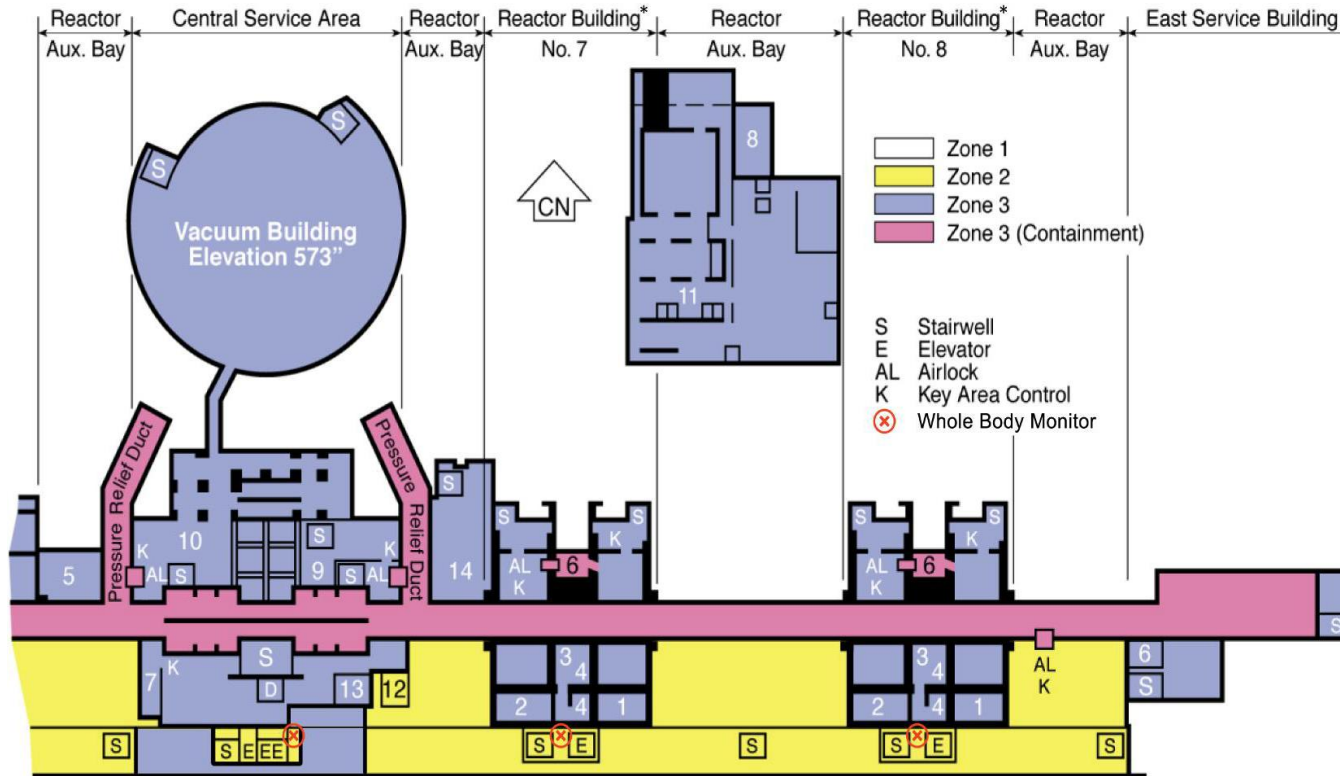 Reactor
Aux. Bay
Central Service Area
Reactor
Aux. Bay
Reactor Building*
No. 7
Reactor
Aux. Bay
Reactor Building*
No. 8
Reactor
Aux. Bay
East Service Building
S
S
Vacuum Building
Elevation 573”
CN
8
11
Zone 1
Zone 2
Zone 3
Zone 3 (Containment)
S Stairwell
E Elevator
AL Airlock
K Key Area Control
Whole Body Monitor
Pressure Relief Duct
Pressure Relief Duct
5
K
10
AL
S
S
9
S
K
AL
S
14
S
S
K
AL
K
6
S
S
K
AL
K
6
S
7
K
S
D
13
12
3
4
2
4
1
3
4
2
4
1
AL
K
6
S
S
S
E
EE
S
E
S
S
E
S